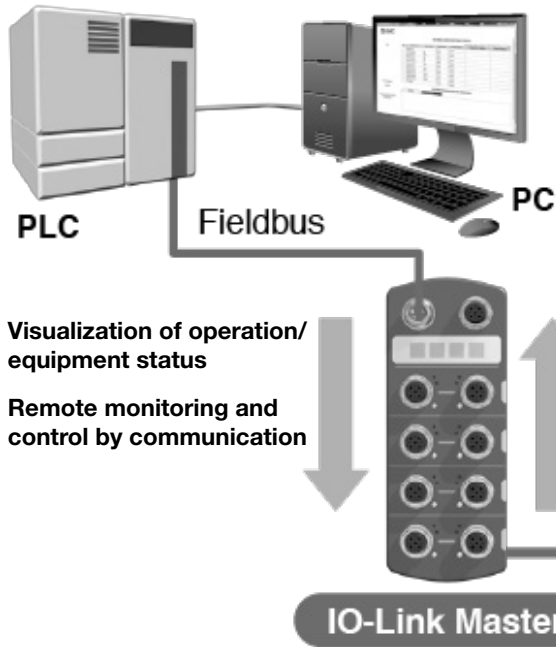 PLC
Fieldbus
PC
Visualization of operation/
equipment status
Remote monitoring and
control by communication
IO-Link Master